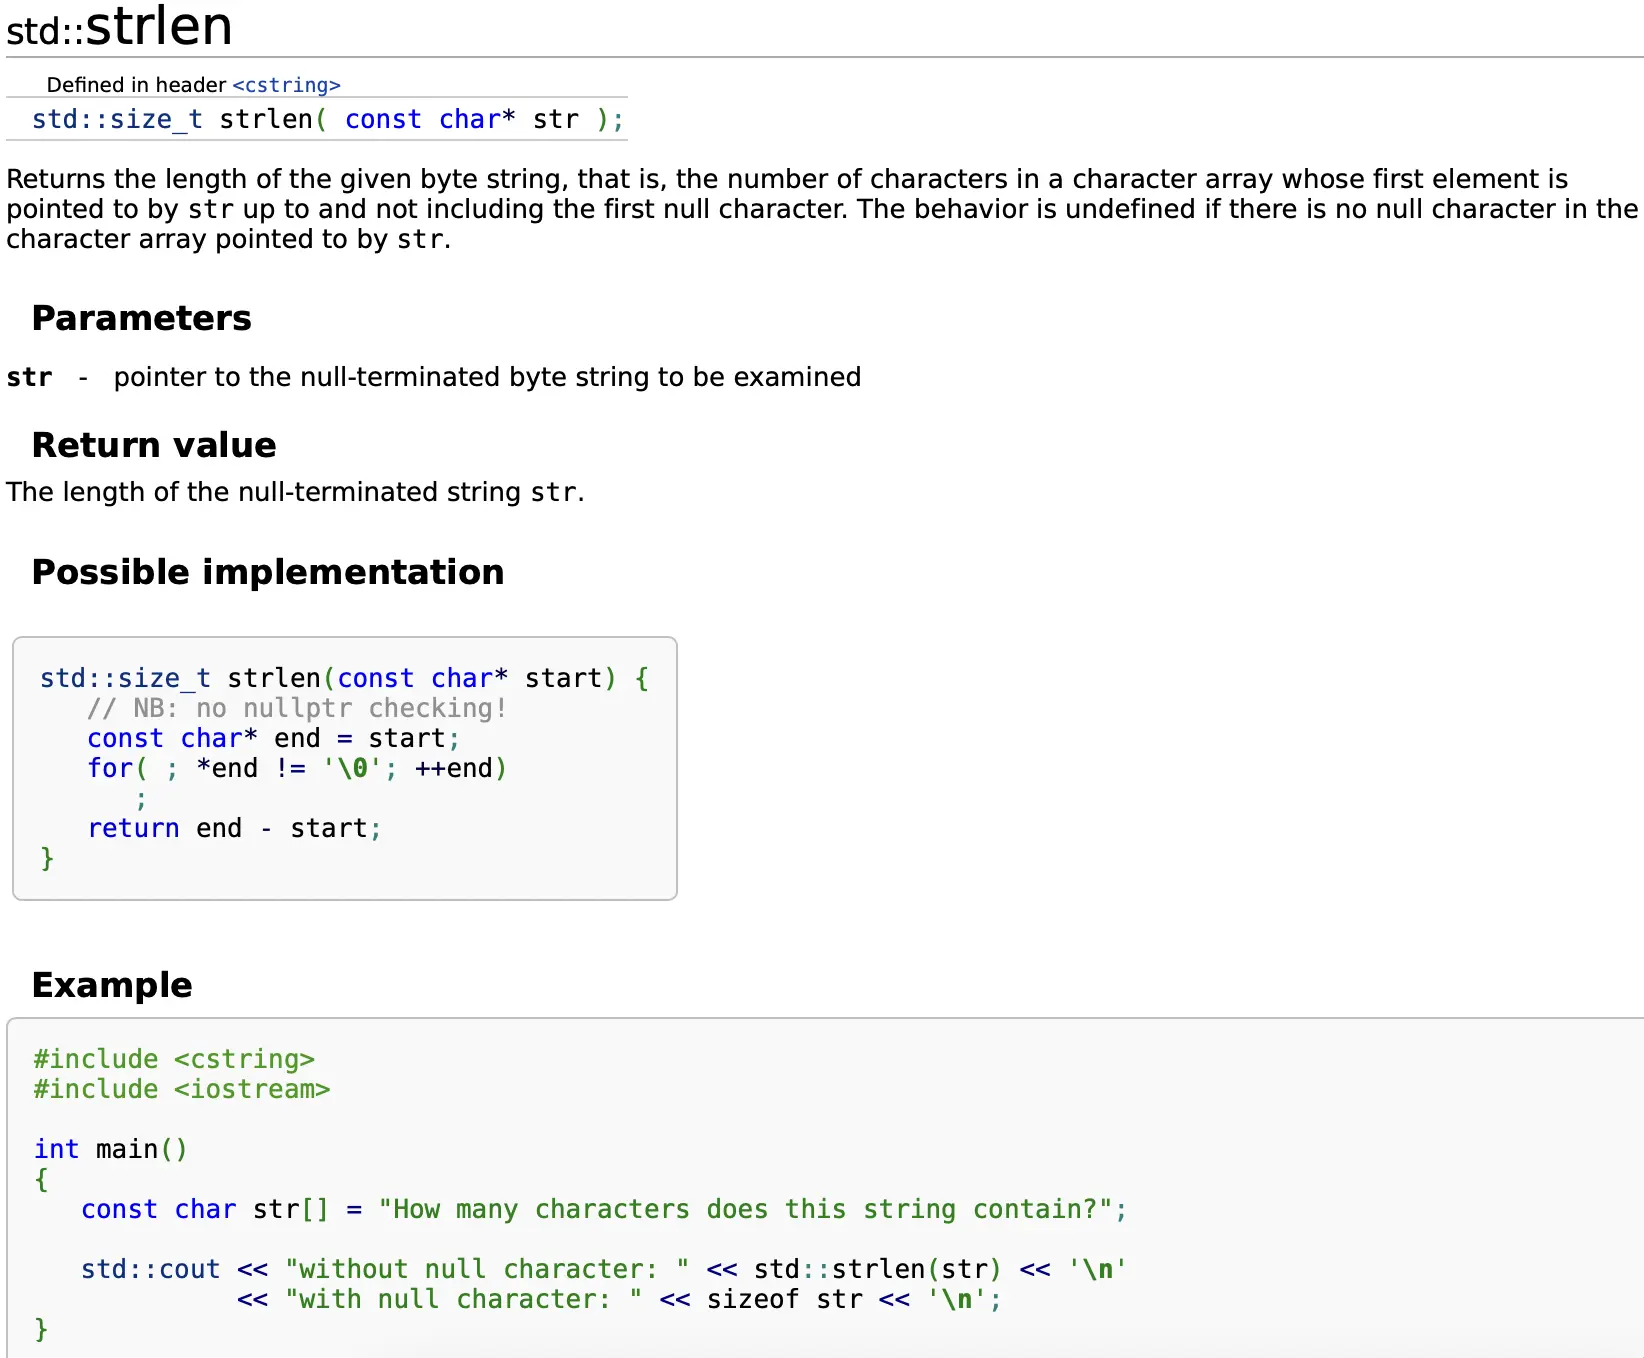 std::strlen
Defined in header <cstring>
std::size_t strlen( const char* str );
Returns the length of the given byte string, that is, the number of characters in a character array whose first element is
pointed to by str up to and not including the first null character. The behavior is undefined if there is no null character in the
character array pointed to by str.
Parameters
str - pointer to the null-terminated byte string to be examined
Return value
The length of the null-terminated string str.
Possible implementation
std::size_t strlen(const char* start) {
   // NB: no nullptr checking!
   const char* end = start;
   for( ; *end != '\0'; ++end)
      ;
   return end - start;
}
Example
#include <cstring>
#include <iostream>
int main()
{
   const char str[] = "How many characters does this string contain?";
   std::cout << "without null character: " << std::strlen(str) << '\n'
             << "with null character: " << sizeof str << '\n';
}